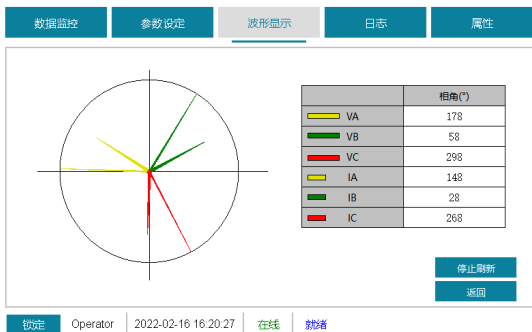 数据监控 参数设定 波形显示 日志 属性
相角(°)
VA 178
VB 58
VC 298
IA 148
IB 28
IC 268
停止刷新
返回
锁定 Operator 2022-02-16 16:20:27 在线 就绪